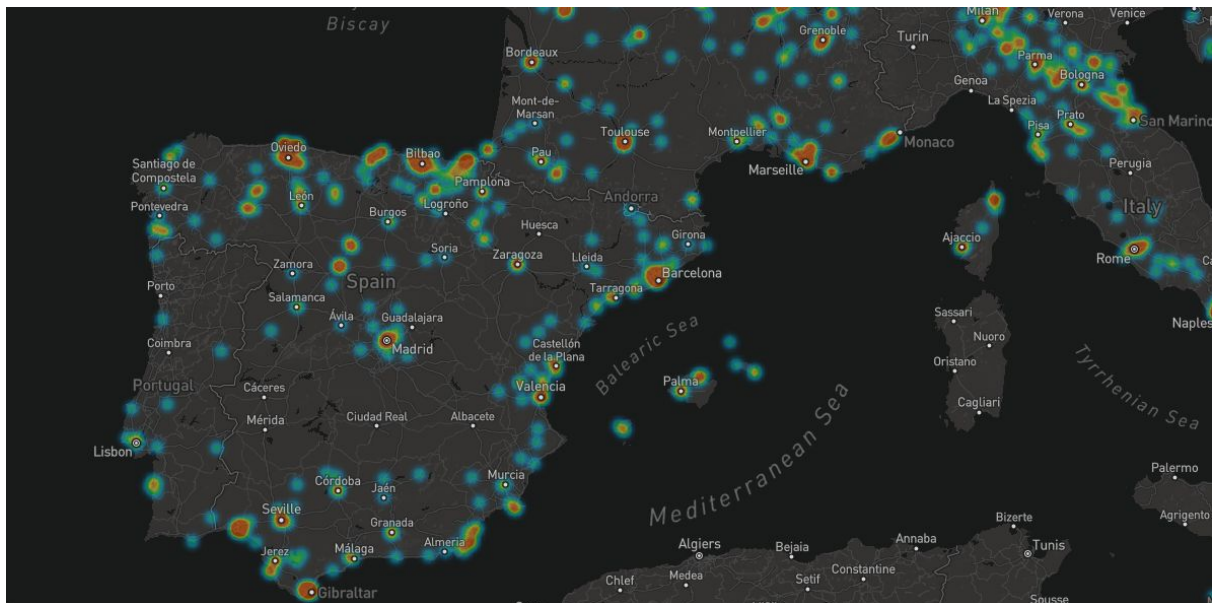 Biscay
Milan
Verona
Venice
Grenoble
Turin
Bordeaux
Parma
Genoa
Bologna
Mont-de-
Marsan
La Spezia
Toulouse
Montpellier
Prato
San Marino
Pisa
Monaco
Oviedo
Bilbao
Pau
Marseille
Santiago de
Compostela
Perugia
Pamplona
León
Andorra
Logroño
Italy
Pontevedra
Burgos
Huesca
Girona
Ajaccio
Rome
Soria
Zaragoza
Lleida
Zamora
Barcelona
Spain
Porto
Salamanca
Tarragona
Ávila
Guadalajara
Sassari
Naples
Coimbra
Madrid
Castellón
de la Plana
Balearic Sea
Nuoro
Oristano
Tyrrhenian Sea
Portugal
Cáceres
Valencia
Palma
Cagliari
Mérida
Ciudad Real
Albacete
Lisbon
Mediterranean Sea
Murcia
Palermo
Córdoba
Jaén
Seville
Agrigento
Granada
Bizerte
Jerez
Málaga
Almeria
Algiers
Bejaia
Annaba
Tunis
Chlef
Medea
Setif
Constantine
Gibraltar
Sousse